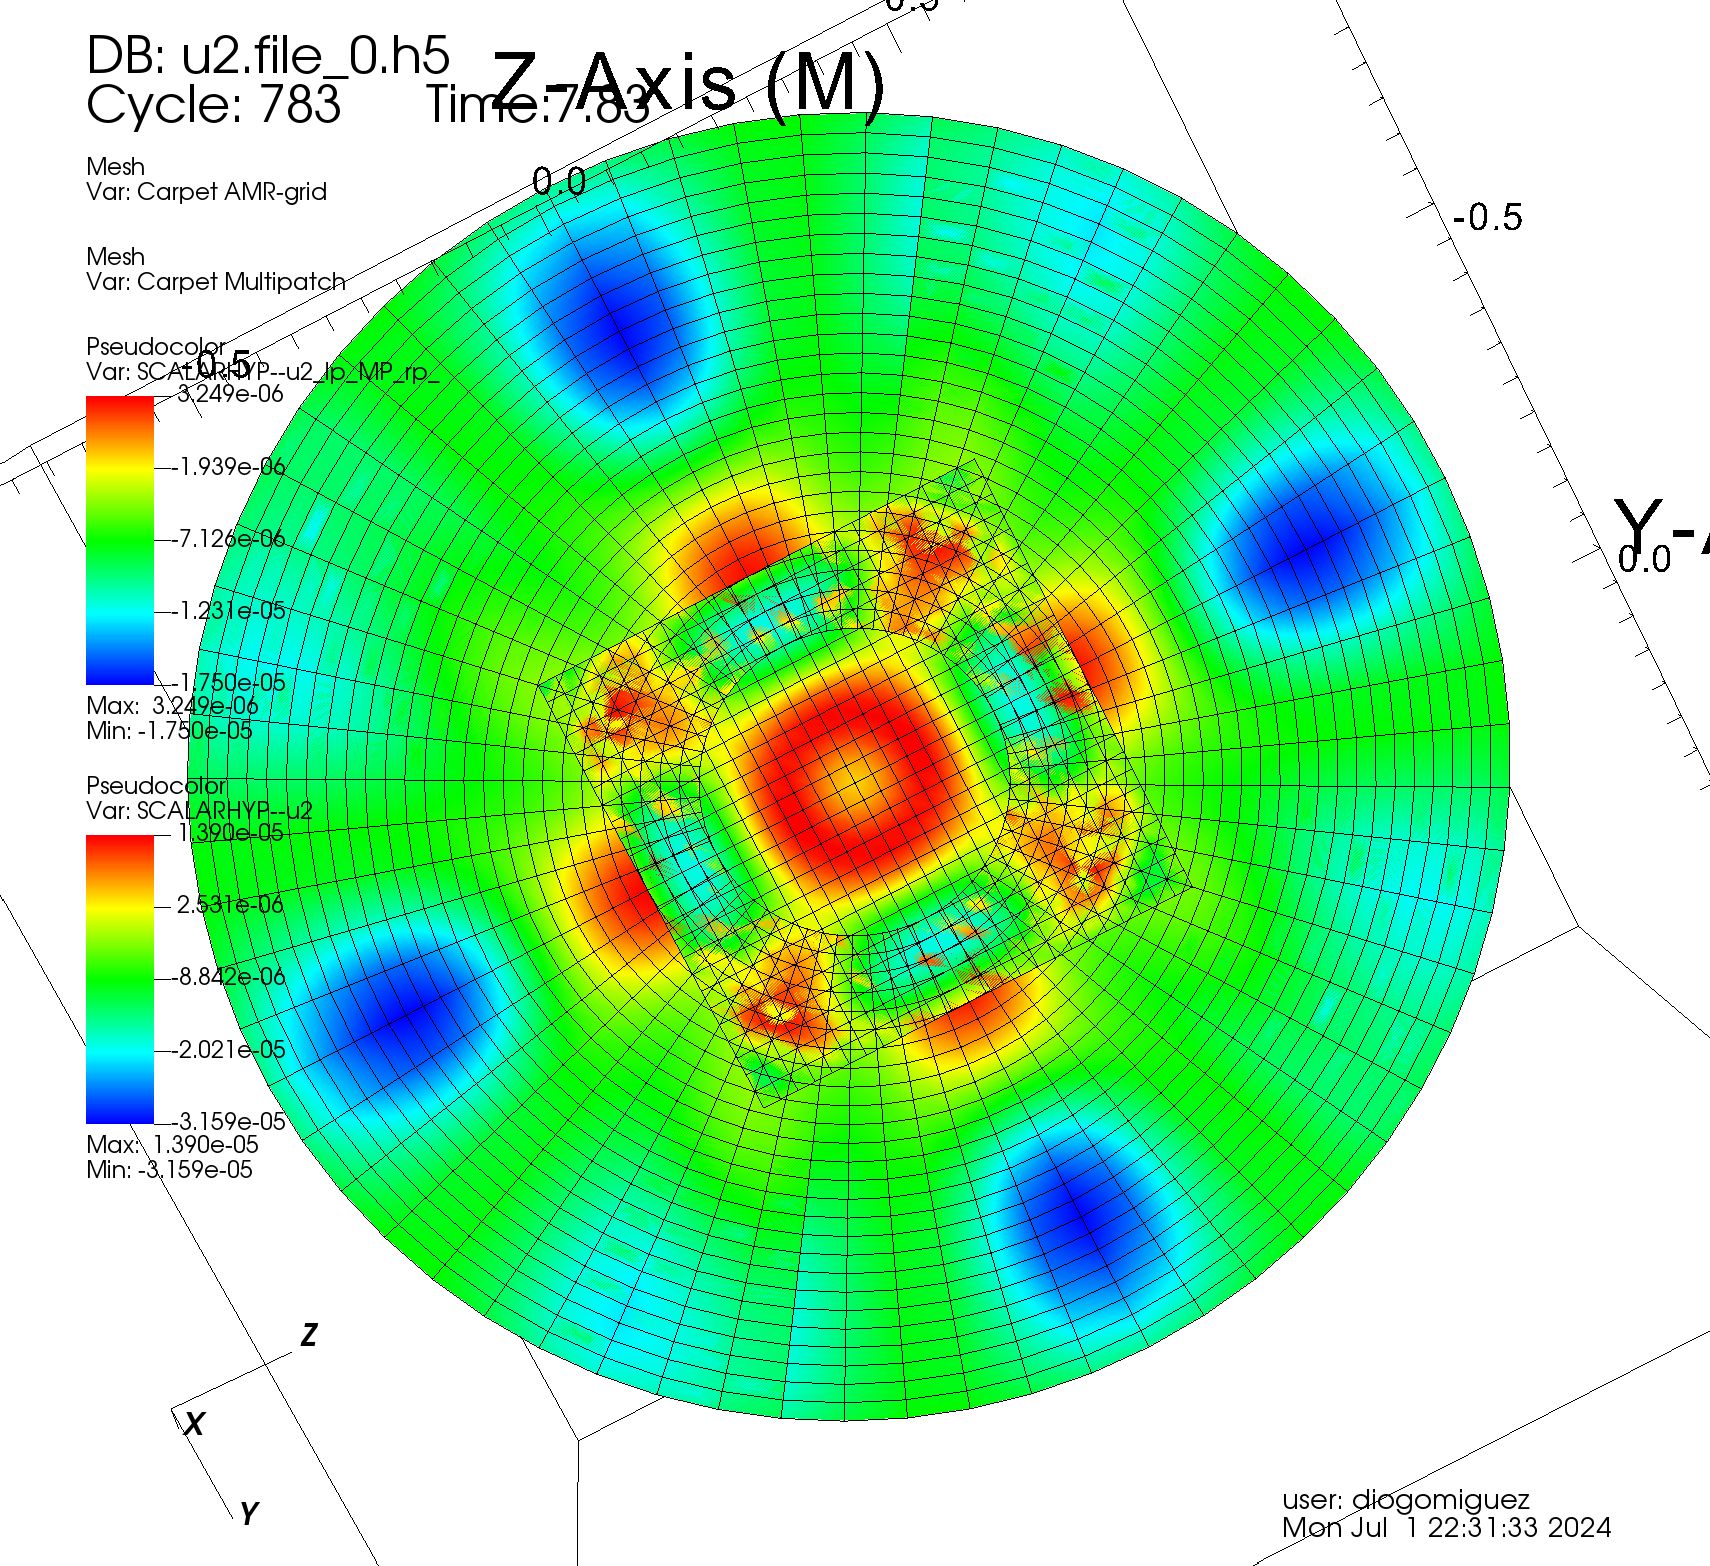 0.5
DB: u2.file_0.h5
Z-Axis (M)
Cycle: 783 Time:7.83
Mesh
Var: Carpet AMR-grid
0.0
-0.5
Mesh
Var: Carpet Multipatch
Pseudocolor
-0.5
Var: SCALARHYP--u2_lp_MP_rp_
3.249e-06
-1.939e-06
-7.126e-06
-1.231e-05
-1.750e-05
Max: 3.249e-06
Min: -1.750e-05
Y-A
0.0
Pseudocolor
Var: SCALARHYP--u2
1.390e-05
2.531e-06
-8.842e-06
-2.021e-05
-3.159e-05
Max: 1.390e-05
Min: -3.159e-05
Z
X
Y
user: diogomiguez
Mon Jul 1 22:31:33 2024